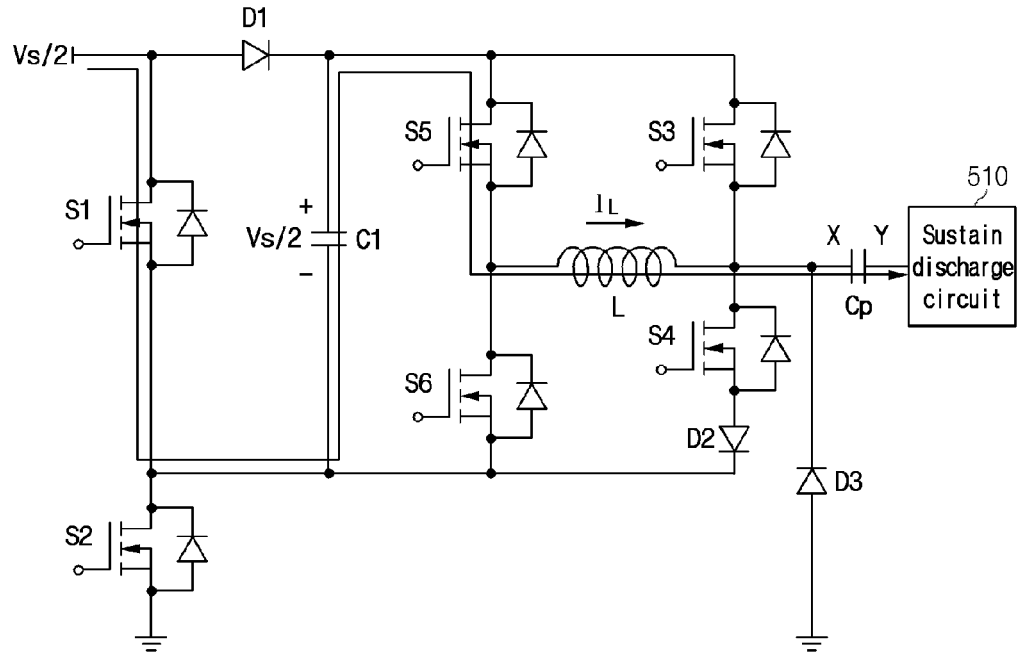 D1
Vs/2
S5
S3
510
S1
+
Vs/2
−
C1
IL
X
Y
Sustain
discharge
circuit
L
Cp
S4
S6
D2
D3
S2